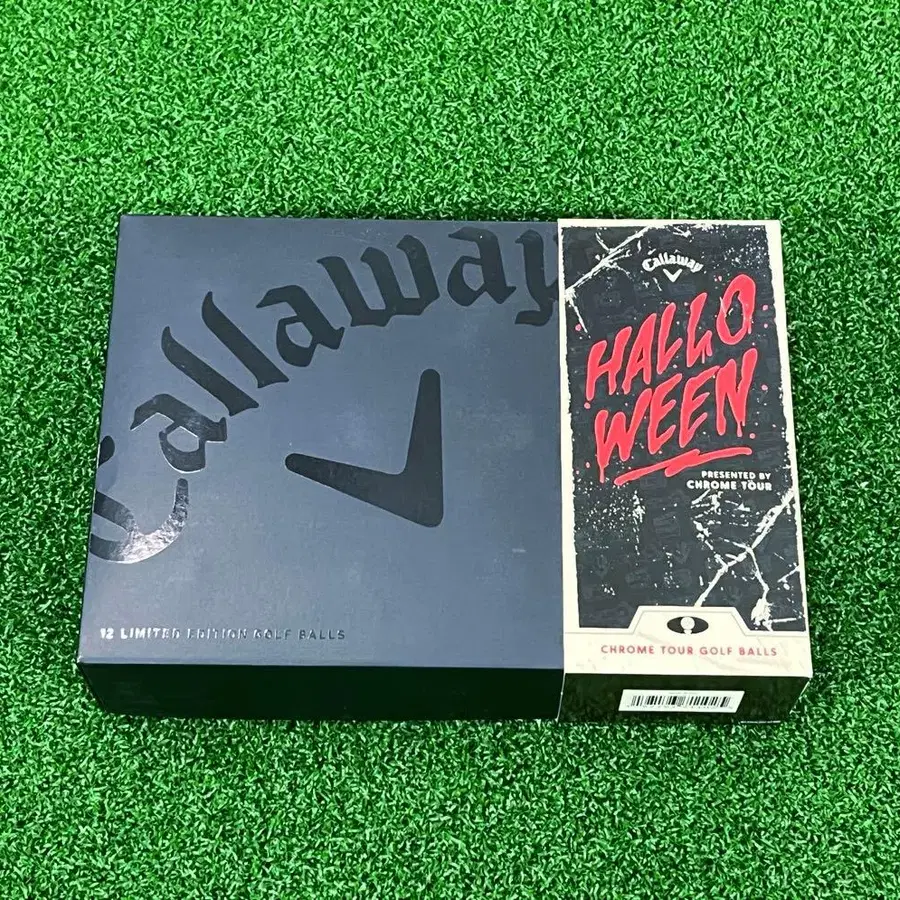 Callaway
12 LIMITED EDITION GOLF BALLS
Callaway
HALLO
WEEN
PRESENTED BY
CHROME TOUR
CHROME TOUR GOLF BALLS